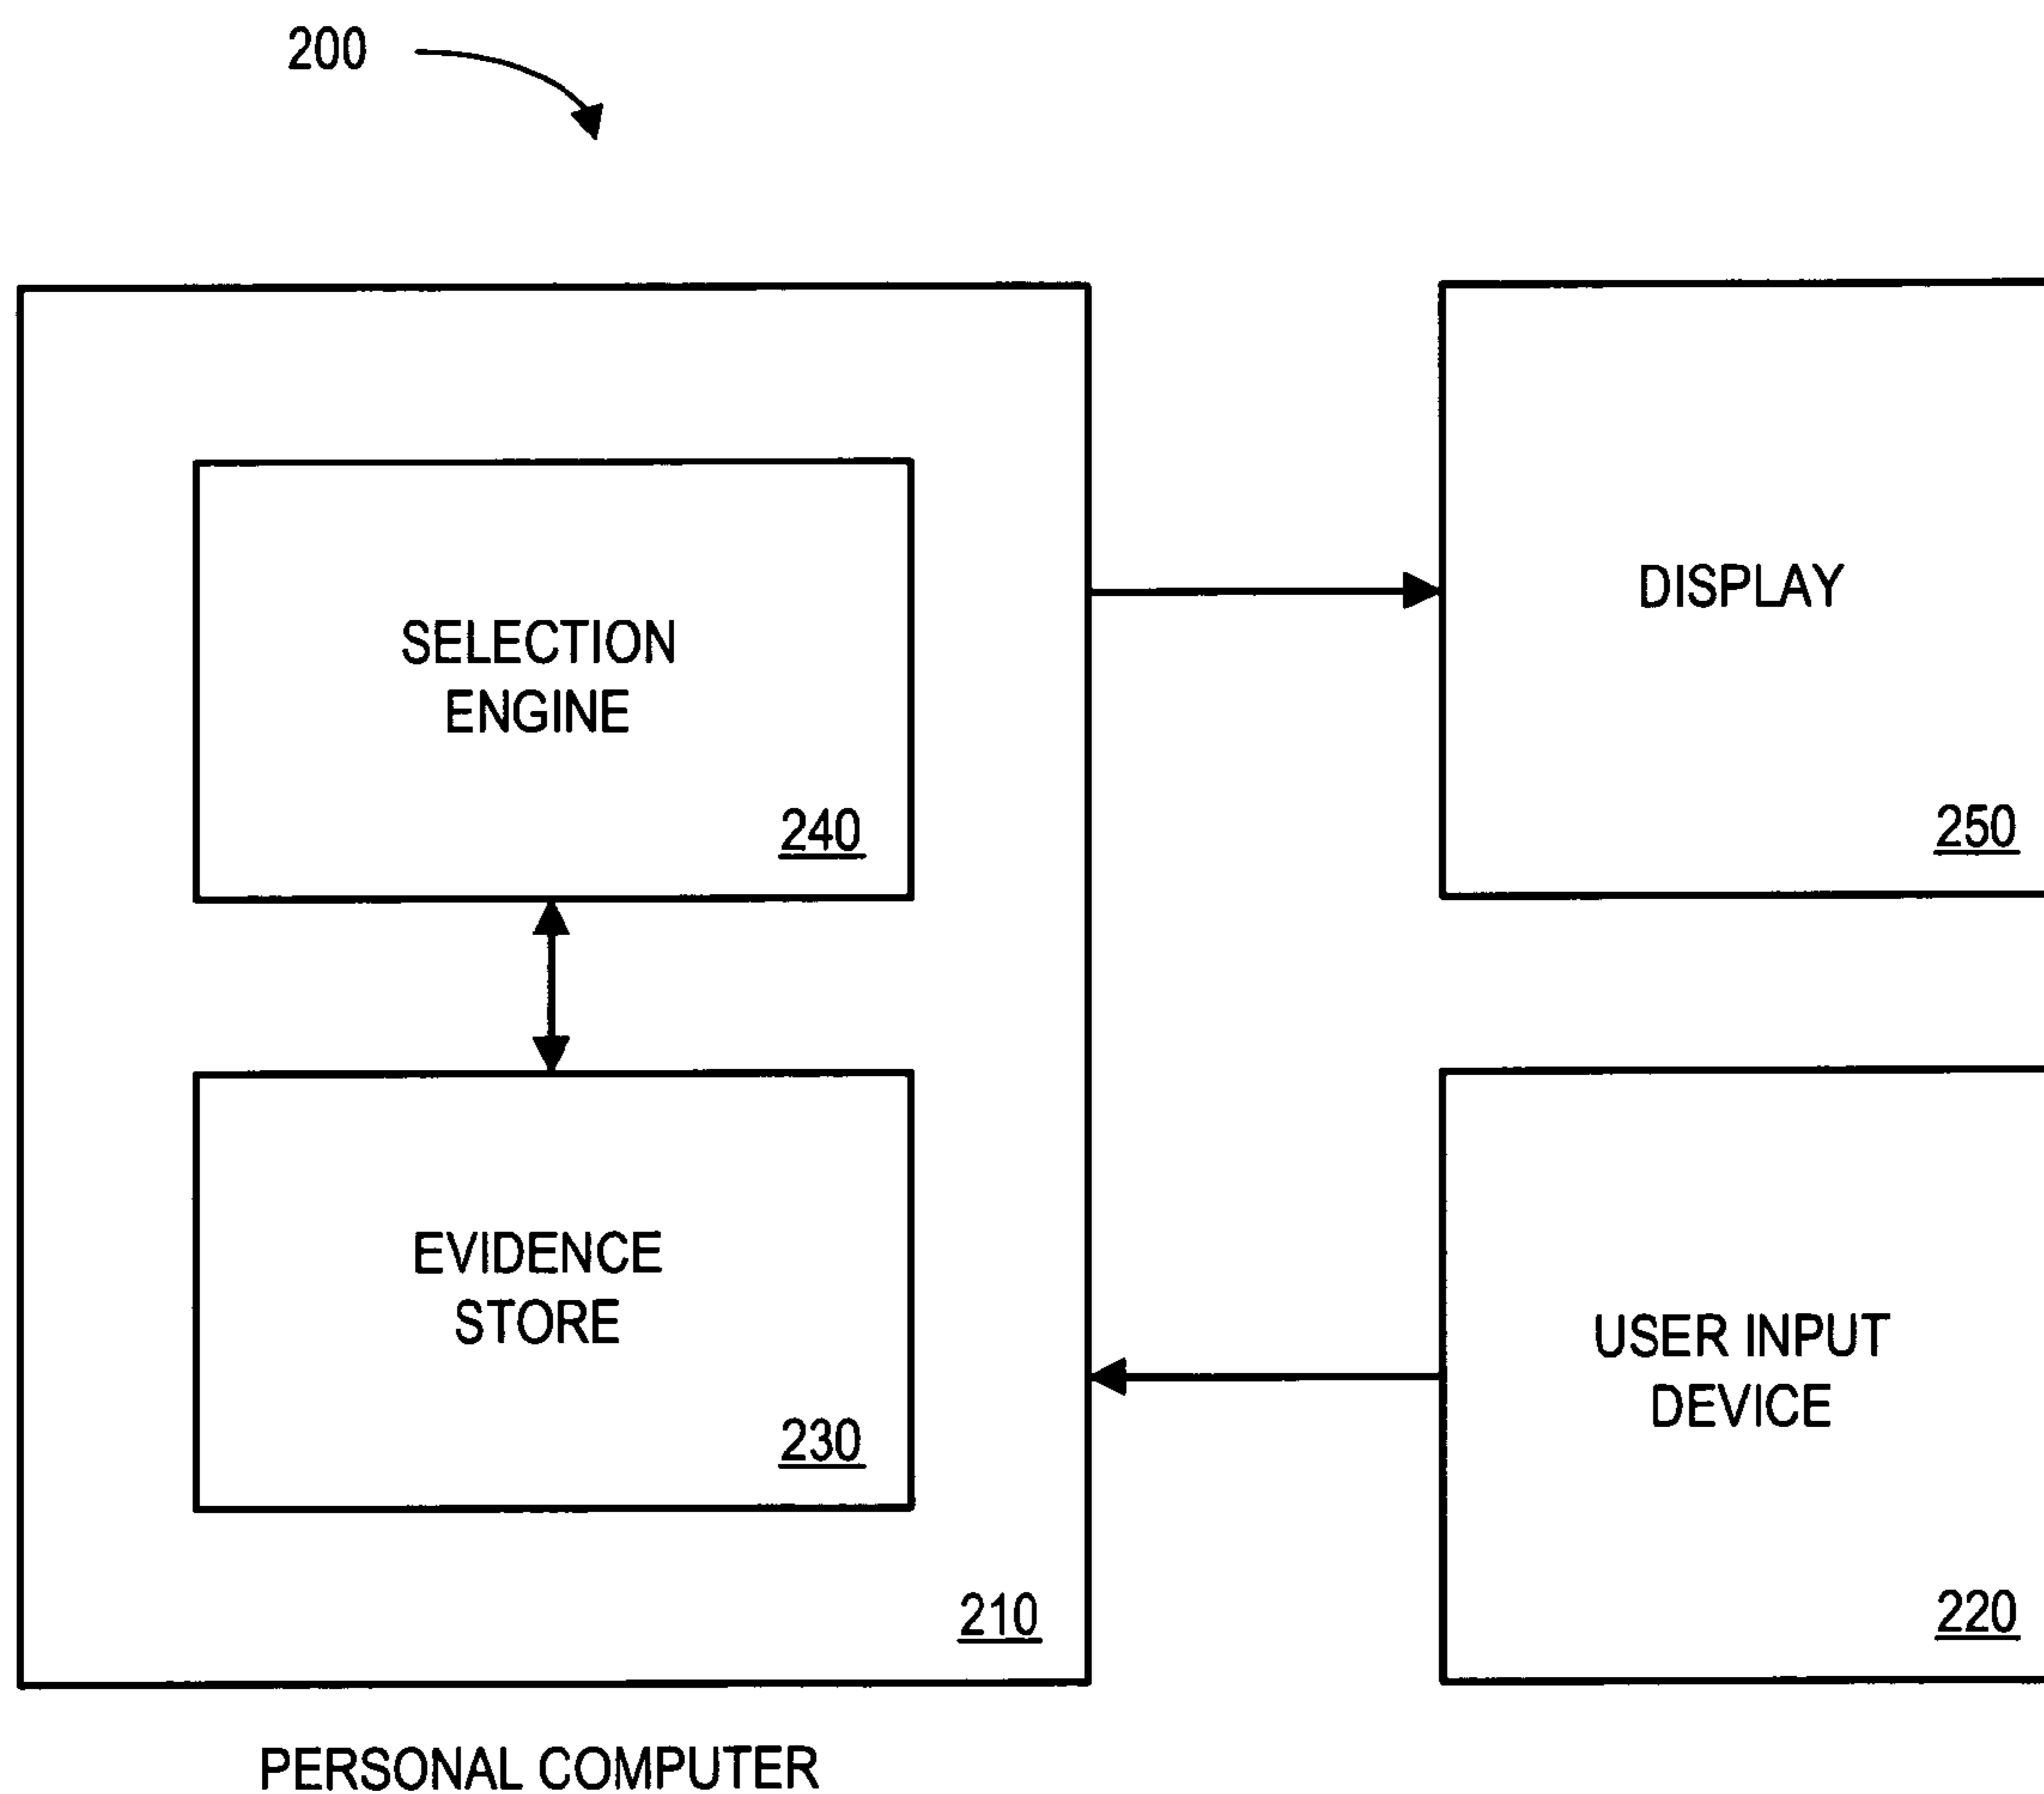 200
SELECTION
ENGINE
240
EVIDENCE
STORE
230
210
PERSONAL COMPUTER
DISPLAY
250
USER INPUT
DEVICE
220